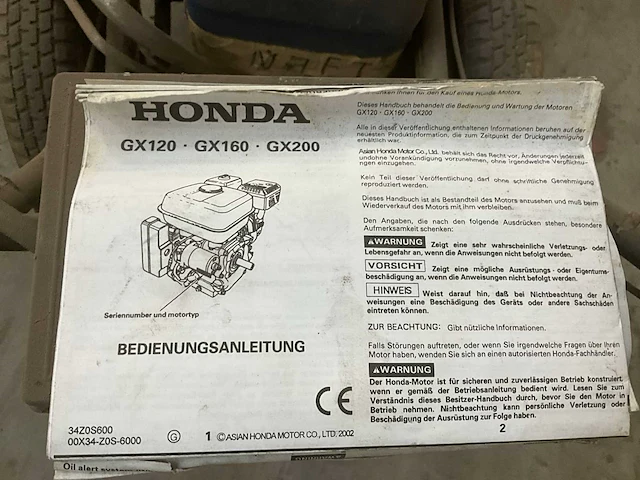 HONDA
GX120 · GX160 · GX200
Seriennummer und motortyp
BEDIENUNGSANLEITUNG
CE
34Z0S600
00X34-Z0S-6000
G
1 © ASIAN HONDA MOTOR CO., LTD. 2002
für den Kauf eines Honda-Motors.
Dieses Handbuch behandelt die Bedienung und Wartung der Motoren
GX120 · GX160 · GX200
Alle in dieser Veröffentlichung enthaltenen Informationen beruhen auf der
neuesten Produktinformation, die zum Zeitpunkt der Druckgenehmigung
erhältlich war.
Asian Honda Motor Co., Ltd. behält sich das Recht vor, Änderungen jederzeit
und ohne Vorankündigung vorzunehmen, ohne irgendwelche Verpflichtun-
gen einzugehen.
Kein Teil dieser Veröffentlichung darf ohne schriftliche Genehmigung
reproduziert werden.
Dieses Handbuch ist als Bestandteil des Motors anzusehen und muß beim
Wiederverkauf des Motors mit ihm verbleiben.
Den Angaben, die nach den folgende Ausdrücken stehen, besondere
Aufmerksamkeit schenken:
WARNUNG Zeigt eine sehr wahrscheinliche Verletzungs- oder
Lebensgefahr an, wenn die Anweisungen nicht befolgt werden.
VORSICHT Zeigt eine mögliche Ausrüstungs- oder Eigentums-
beschädigung an, wenn die Anweisungen nicht befolgt werden.
HINWEIS Weist darauf hin, daß bei Nichtbeachtung der An-
weisungen eine Beschädigung des Geräts oder andere Sachschäden
eintreten können.
ZUR BEACHTUNG: Gibt nützliche Informationen.
Falls Störungen auftreten, oder wenn Sie irgendwelche Fragen über Ihren
Motor haben, wenden Sie sich an einen autorisierten Honda-Fachhändler.
WARNUNG
Der Honda-Motor ist für sicheren und zuverlässigen Betrieb konstruiert,
wenn er gemäß der Betriebsanleitung bedient wird. Lesen Sie zum
Verständnis dieses Besitzer-Handbuch durch, bevor Sie den Motor in
Betrieb nehmen. Nichtbeachtung kann persönliche Verletzung oder
Beschädigung der Ausrüstung zur Folge haben.
2
Oil alert